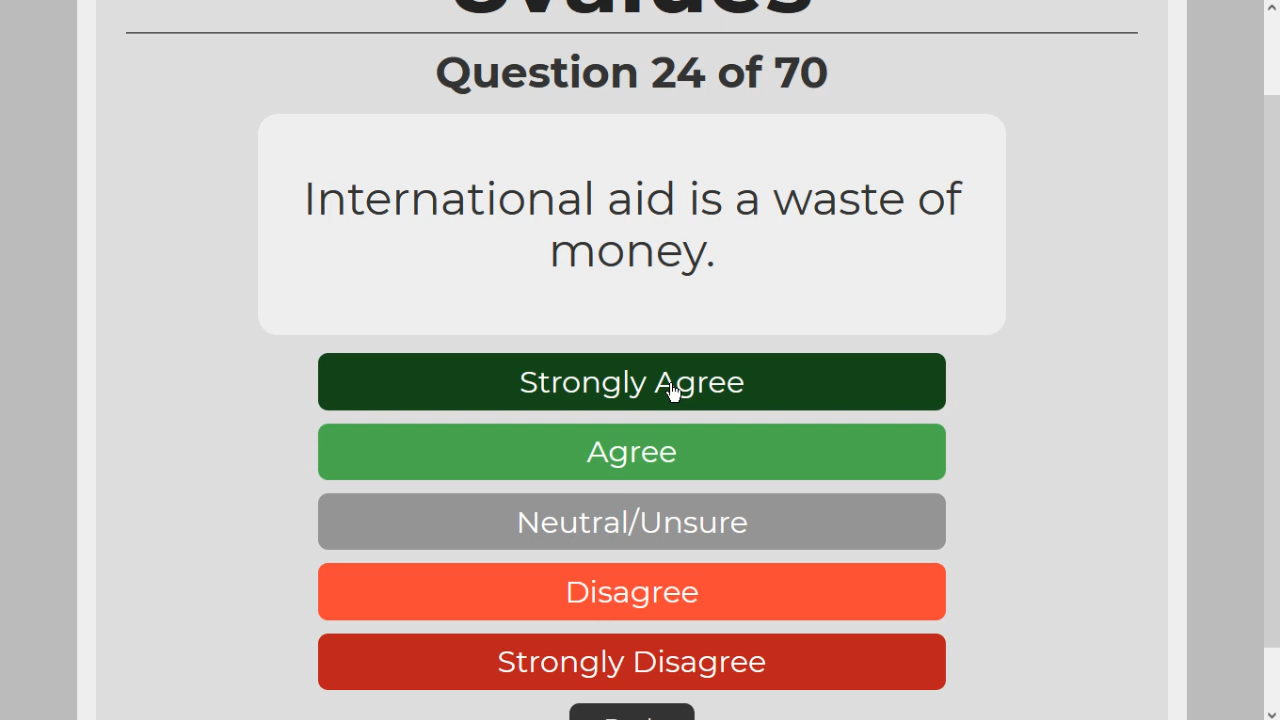 Question 24 of 70
International aid is a waste of
money.
Strongly Agree
Agree
Neutral/Unsure
Disagree
Strongly Disagree